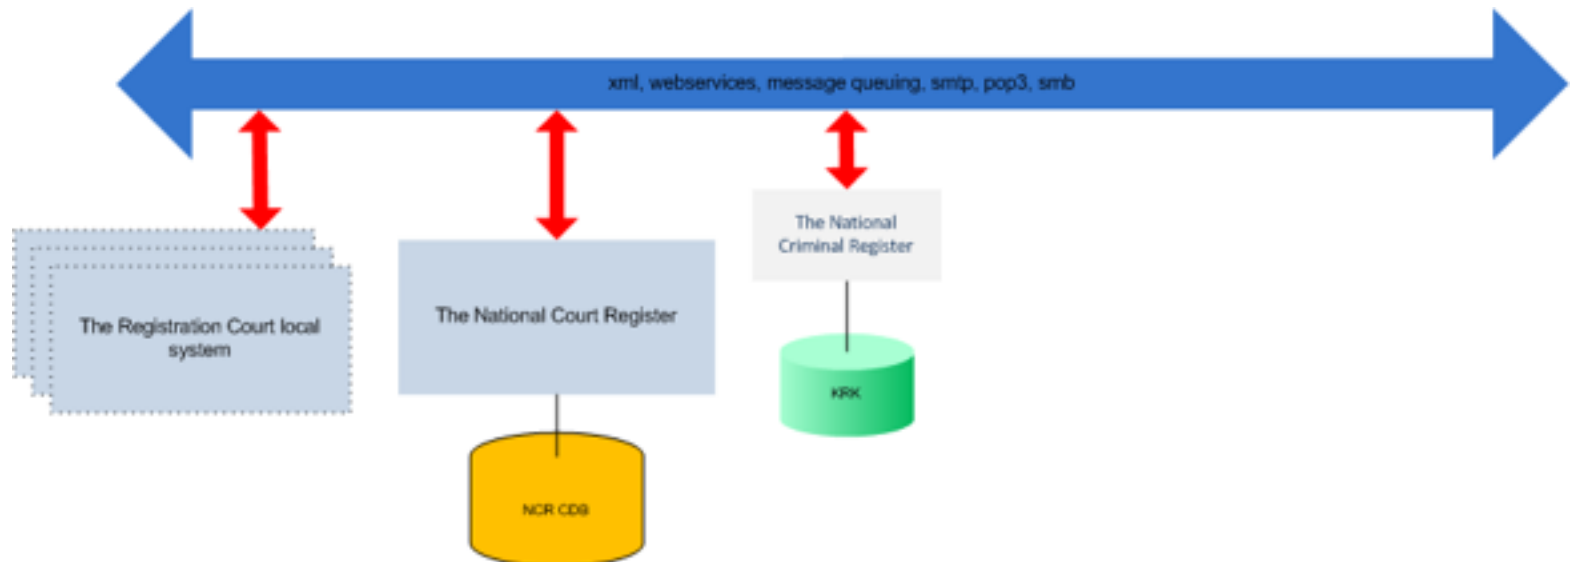 xml, webservices, message queuing, smtp, pop3, smb
The National
Criminal Register
The Registration Court local
system
The National Court Register
KRK
NCR CDB